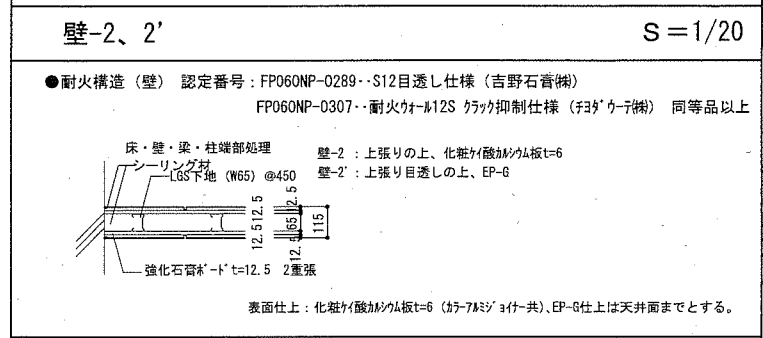 壁-2、2’ S=1/20
●耐火構造（壁） 認定番号：FP060NP-0289‥S12目透し仕様（吉野石膏㈱）
FP060NP-0307‥耐火ｳｫｰﾙ12S ｸﾗｯｸ抑制仕様（ﾁﾖﾀﾞｳｰﾃ㈱） 同等品以上
床・壁・梁・柱端部処理
シーリング材
LGS下地（W65）@450
壁-2 ：上張りの上、化粧ｹｲ酸ｶﾙｼｳﾑ板t=6
壁-2’：上張り目透しの上、EP-G
12.5
12.5
65
115
12.5
12.5
強化石膏ﾎﾞｰﾄﾞt=12.5 2重張
表面仕上：化粧ｹｲ酸ｶﾙｼｳﾑ板t=6（ｶﾗｰｱﾙﾐｼﾞｮｲﾅｰ共）、EP-G仕上は天井面までとする。